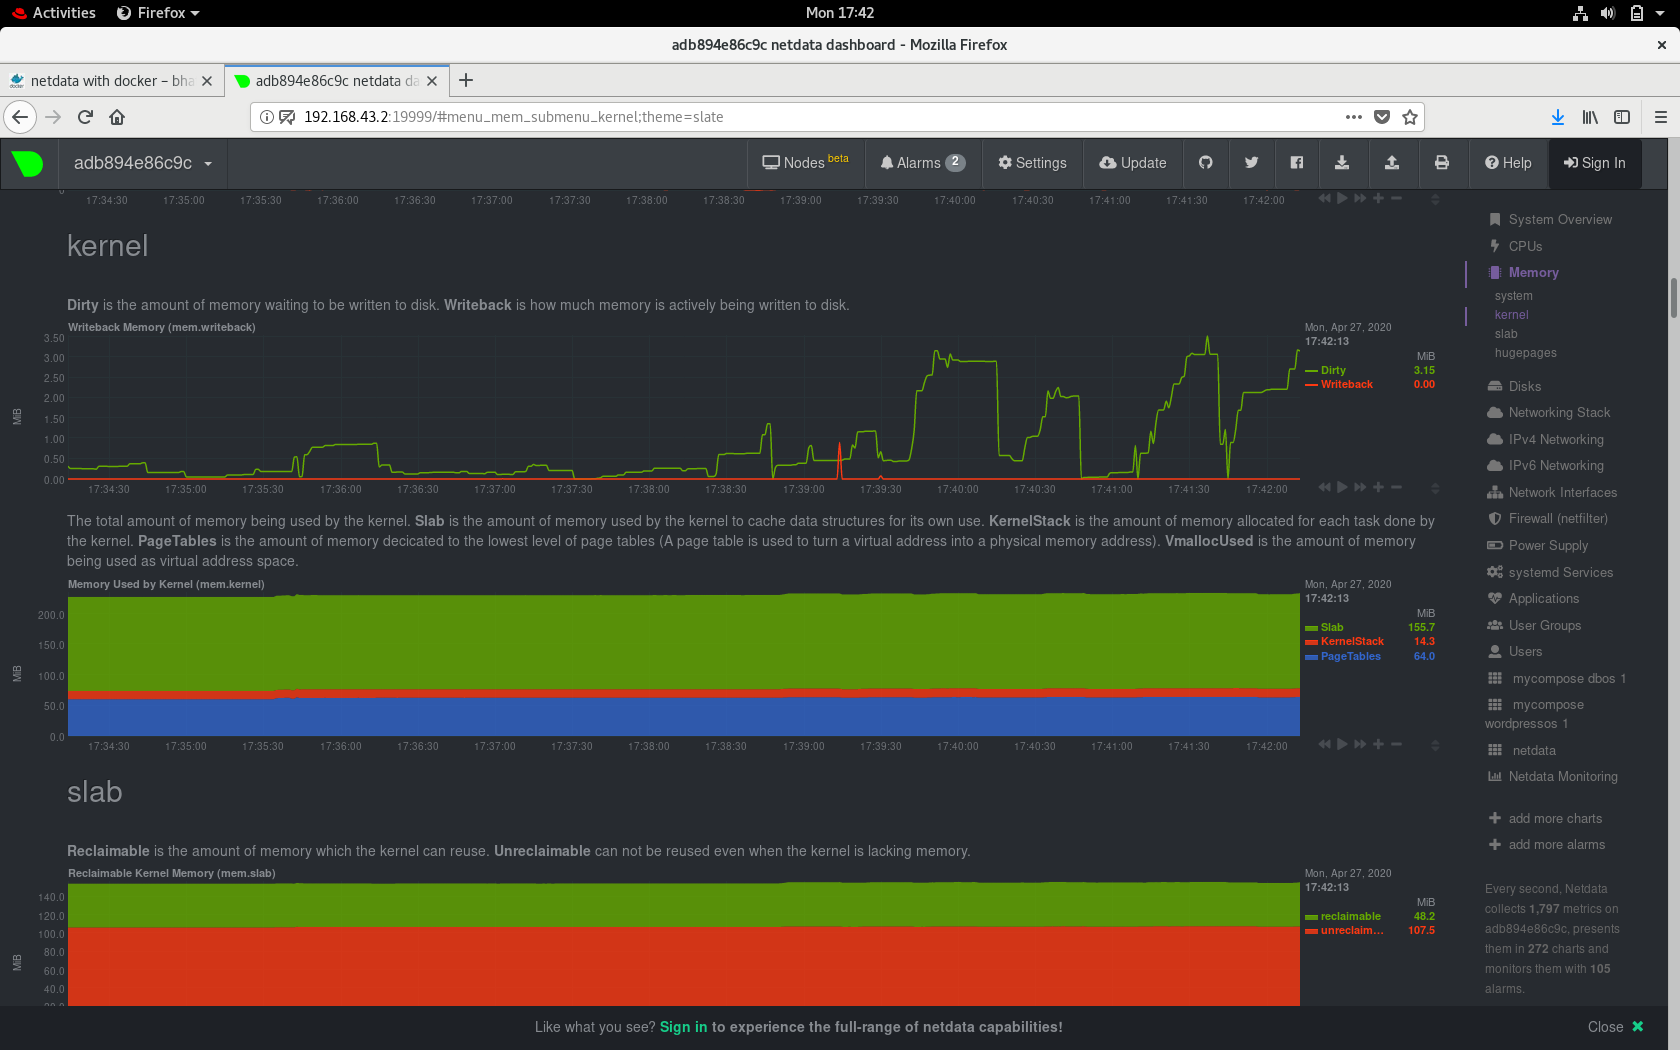 Activities Firefox Mon 17:42
adb894e86c9c netdata dashboard - Mozilla Firefox
netdata with docker – bha adb894e86c9c netdata da
192.168.43.2:19999/#menu_mem_submenu_kernel;theme=slate
adb894e86c9c Nodes beta Alarms 2 Settings Update Help Sign In
0
17:34:30 17:35:00 17:35:30 17:36:00 17:36:30 17:37:00 17:37:30 17:38:00 17:38:30 17:39:00 17:39:30 17:40:00 17:40:30 17:41:00 17:41:30 17:42:00
kernel
Dirty is the amount of memory waiting to be written to disk. Writeback is how much memory is actively being written to disk.
Writeback Memory (mem.writeback)
Mon, Apr 27, 2020
17:42:13
MiB
Dirty 3.15
Writeback 0.00
MiB
3.50
3.00
2.50
2.00
1.50
1.00
0.50
0.00
17:34:30 17:35:00 17:35:30 17:36:00 17:36:30 17:37:00 17:37:30 17:38:00 17:38:30 17:39:00 17:39:30 17:40:00 17:40:30 17:41:00 17:41:30 17:42:00
The total amount of memory being used by the kernel. Slab is the amount of memory used by the kernel to cache data structures for its own use. KernelStack is the amount of memory allocated for each task done by
the kernel. PageTables is the amount of memory decicated to the lowest level of page tables (A page table is used to turn a virtual address into a physical memory address). VmallocUsed is the amount of memory
being used as virtual address space.
Memory Used by Kernel (mem.kernel)
Mon, Apr 27, 2020
17:42:13
MiB
Slab 155.7
KernelStack 14.3
PageTables 64.0
MiB
200.0
150.0
100.0
50.0
0.0
17:34:30 17:35:00 17:35:30 17:36:00 17:36:30 17:37:00 17:37:30 17:38:00 17:38:30 17:39:00 17:39:30 17:40:00 17:40:30 17:41:00 17:41:30 17:42:00
slab
Reclaimable is the amount of memory which the kernel can reuse. Unreclaimable can not be reused even when the kernel is lacking memory.
Reclaimable Kernel Memory (mem.slab)
Mon, Apr 27, 2020
17:42:13
MiB
reclaimable 48.2
unreclaim... 107.5
MiB
140.0
120.0
100.0
80.0
60.0
40.0
20.0
System Overview
CPUs
Memory
system
kernel
slab
hugepages
Disks
Networking Stack
IPv4 Networking
IPv6 Networking
Network Interfaces
Firewall (netfilter)
Power Supply
systemd Services
Applications
User Groups
Users
mycompose dbos 1
mycompose
wordpressos 1
netdata
Netdata Monitoring
add more charts
add more alarms
Every second, Netdata
collects 1,797 metrics on
adb894e86c9c, presents
them in 272 charts and
monitors them with 105
alarms.
Like what you see? Sign in to experience the full-range of netdata capabilities!
Close